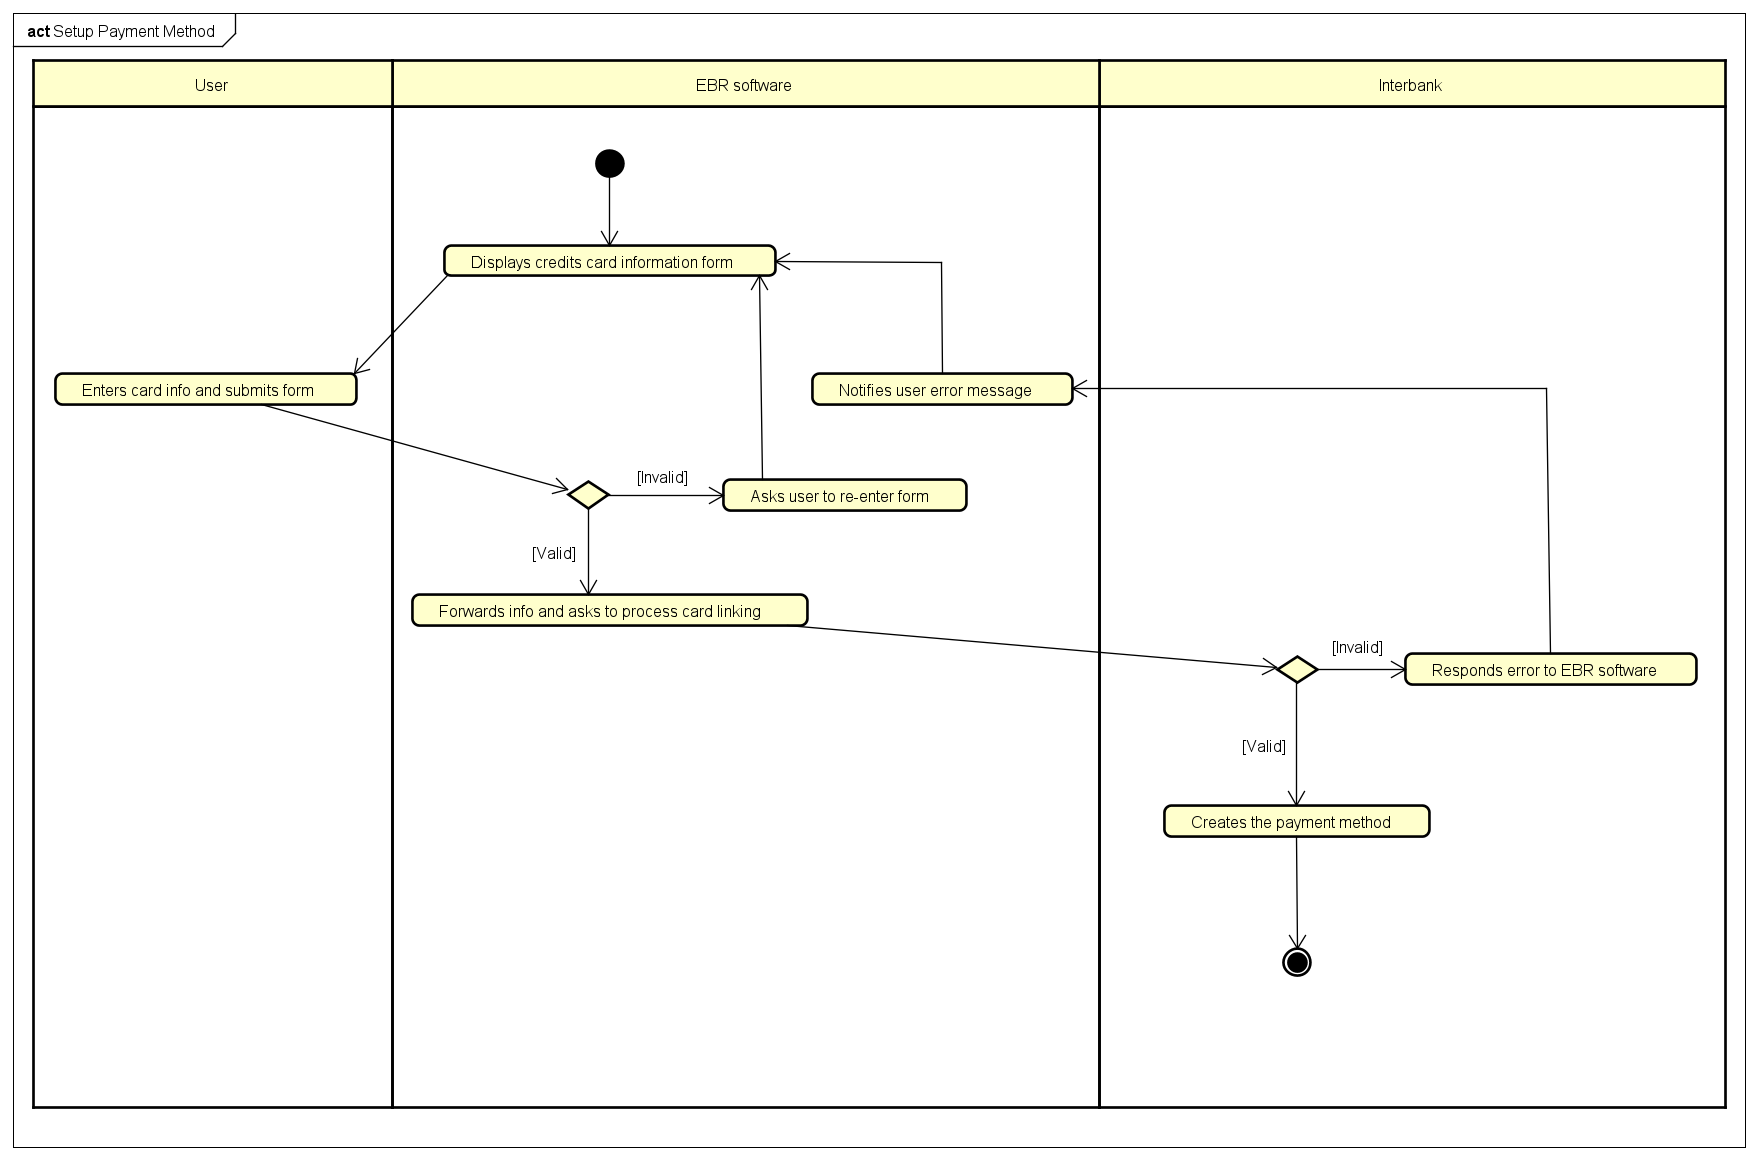 act Setup Payment Method
User
EBR software
Interbank
Displays credits card information form
Enters card info and submits form
Notifies user error message
[Invalid]
Asks user to re-enter form
[Valid]
Forwards info and asks to process card linking
[Invalid]
Responds error to EBR software
[Valid]
Creates the payment method